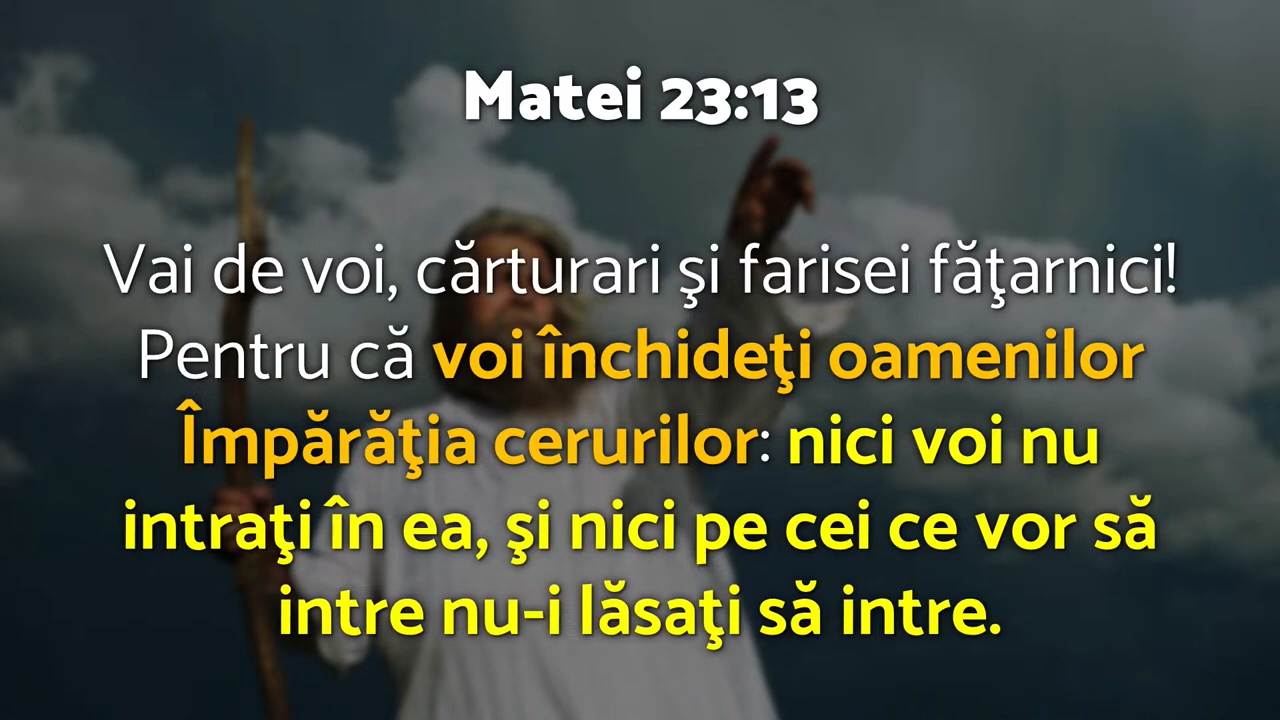 Matei 23:13
Vai de voi, cărturari şi farisei făţarnici!
Pentru că voi închideţi oamenilor
Împărăţia cerurilor: nici voi nu
intraţi în ea, şi nici pe cei ce vor să
intre nu-i lăsaţi să intre.